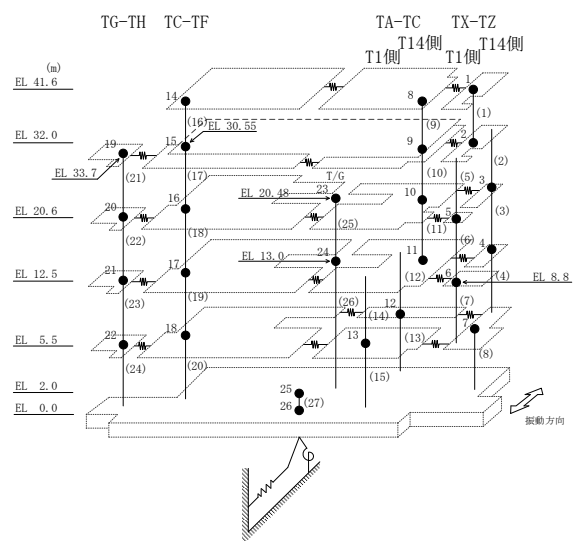 TG-TH TC-TF TA-TC TX-TZ
T1側 T14側 T1側 T14側
(m)
EL 41.6
14 8 1
(16) (9) (1)
EL 32.0 EL 30.55
19 15 9 2
EL 33.7
(21) (17) (10) (2)
T/G
16 EL 20.48 23 10 (5) 3
EL 20.6
20 (25) (11) 5 (3)
(22) (18)
EL 13.0 24 11 (6) 4
EL 12.5
21 17 (12) 6 (4) EL 8.8
(23) (19) (26) (14) 12 (7)
EL 5.5
22 18 13 (13) 7
(24) (20) (15) (8)
EL 2.0
25
EL 0.0
26 (27)
振動方向